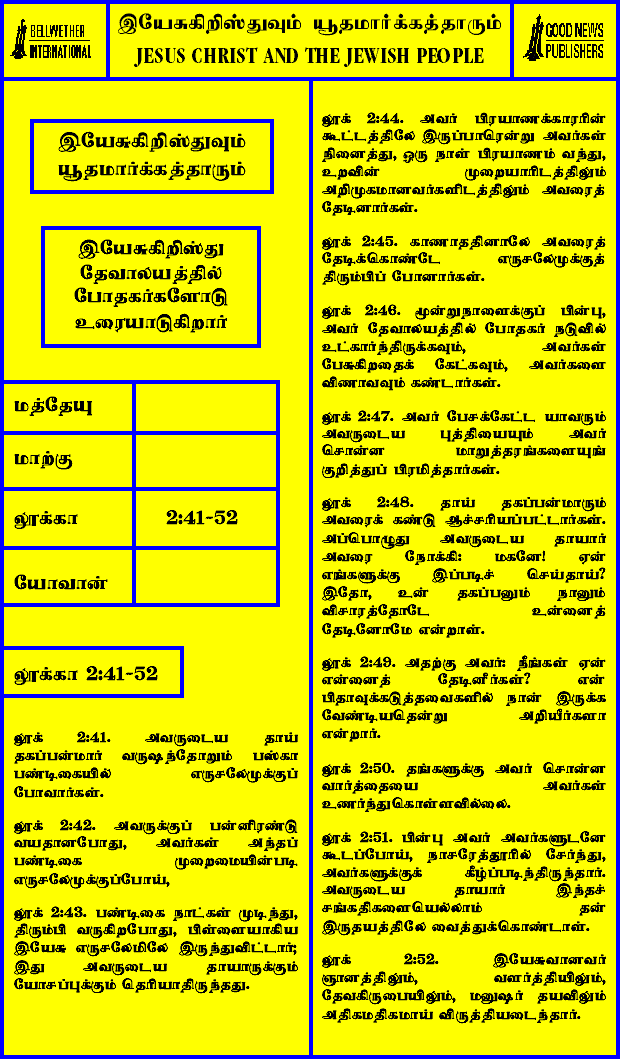 BELLWETHER
INTERNATIONAL
இயேசுகிறிஸ்துவும் யூதமார்க்கத்தாரும்
JESUS CHRIST AND THE JEWISH PEOPLE
GOOD NEWS
PUBLISHERS
இயேசுகிறிஸ்துவும்
யூதமார்க்கத்தாரும்
இயேசுகிறிஸ்து
தேவாலயத்தில்
போதகர்களோடு
உரையாடுகிறார்
மத்தேயு
மாற்கு
லூக்கா 2:41-52
யோவான்
லூக்கா 2:41-52
லூக் 2:41. அவருடைய தாய்
தகப்பன்மார் வருஷந்தோறும் பஸ்கா
பண்டிகையில் எருசலேமுக்குப்
போவார்கள்.
லூக் 2:42. அவருக்குப் பன்னிரண்டு
வயதானபோது, அவர்கள் அந்தப்
பண்டிகை முறைமையின்படி
எருசலேமுக்குப்போய்,
லூக் 2:43. பண்டிகை நாட்கள் முடிந்து,
திரும்பி வருகிறபோது, பிள்ளையாகிய
இயேசு எருசலேமிலே இருந்துவிட்டார்;
இது அவருடைய தாயாருக்கும்
யோசப்புக்கும் தெரியாதிருந்தது.
லூக் 2:44. அவர் பிரயாணக்காரரின்
கூட்டத்திலே இருப்பாரென்று அவர்கள்
நினைத்து, ஒரு நாள் பிரயாணம் வந்து,
உறவின் முறையாரிடத்திலும்
அறிமுகமானவர்களிடத்திலும் அவரைத்
தேடினார்கள்.
லூக் 2:45. காணாததினாலே அவரைத்
தேடிக்கொண்டே எருசலேமுக்குத்
திரும்பிப் போனார்கள்.
லூக் 2:46. மூன்றுநாளைக்குப் பின்பு,
அவர் தேவாலயத்தில் போதகர் நடுவில்
உட்கார்ந்திருக்கவும், அவர்கள்
பேசுகிறதைக் கேட்கவும், அவர்களை
வினாவவும் கண்டார்கள்.
லூக் 2:47. அவர் பேசக்கேட்ட யாவரும்
அவருடைய புத்தியையும் அவர்
சொன்ன மாறுத்தரங்களையுங்
குறித்துப் பிரமித்தார்கள்.
லூக் 2:48. தாய் தகப்பன்மாரும்
அவரைக் கண்டு ஆச்சரியப்பட்டார்கள்.
அப்பொழுது அவருடைய தாயார்
அவரை நோக்கி: மகனே! ஏன்
எங்களுக்கு இப்படிச் செய்தாய்?
இதோ, உன் தகப்பனும் நானும்
விசாரத்தோடே உன்னைத்
தேடினோமே என்றாள்.
லூக் 2:49. அதற்கு அவர்: நீங்கள் ஏன்
என்னைத் தேடினீர்கள்? என்
பிதாவுக்கடுத்தவைகளில் நான் இருக்க
வேண்டியதென்று அறியீர்களா
என்றார்.
லூக் 2:50. தங்களுக்கு அவர் சொன்ன
வார்த்தையை அவர்கள்
உணர்ந்துகொள்ளவில்லை.
லூக் 2:51. பின்பு அவர் அவர்களுடனே
கூடப்போய், நாசரேத்தூரில் சேர்ந்து,
அவர்களுக்குக் கீழ்ப்படிந்திருந்தார்.
அவருடைய தாயார் இந்தச்
சங்கதிகளையெல்லாம் தன்
இருதயத்திலே வைத்துக்கொண்டாள்.
லூக் 2:52. இயேசுவானவர்
ஞானத்திலும், வளர்த்தியிலும்,
தேவகிருபையிலும், மனுஷர் தயவிலும்
அதிகமதிகமாய் விருத்தியடைந்தார்.